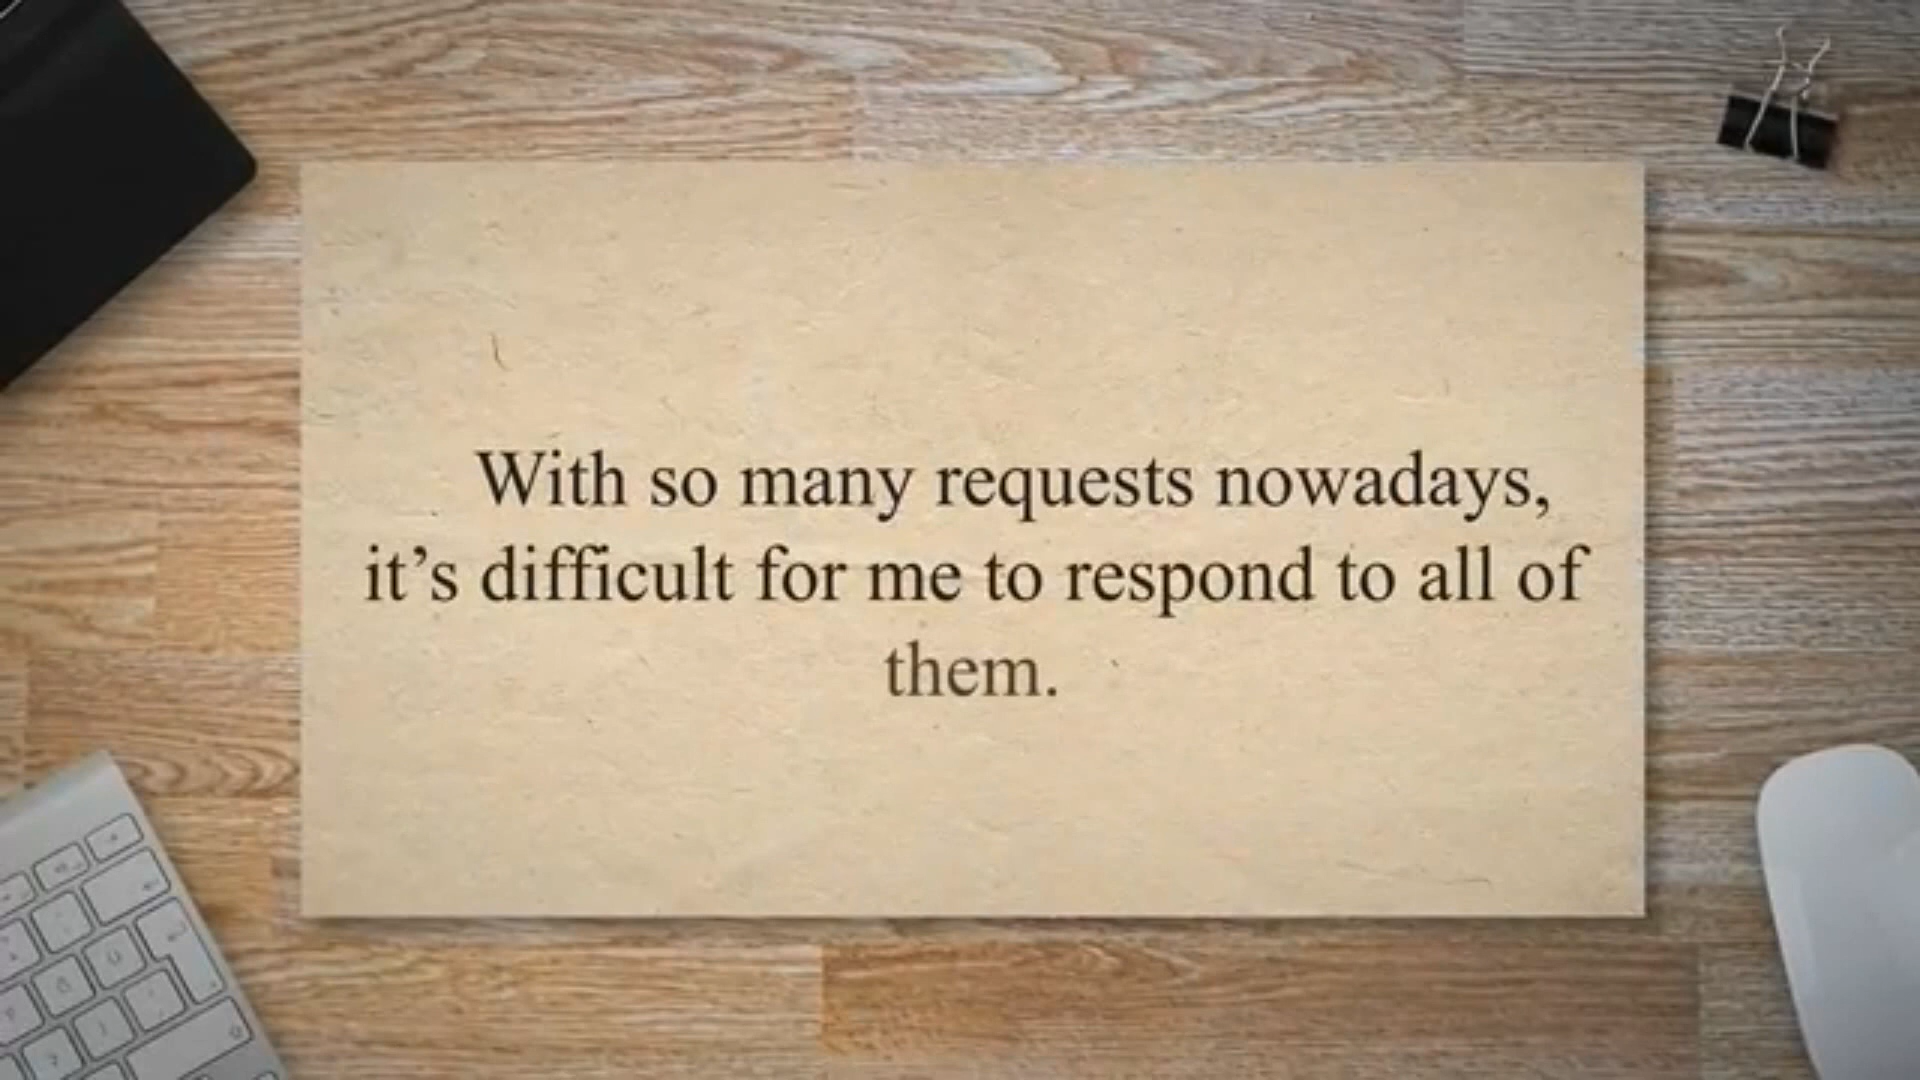 With so many requests nowadays,
it’s difficult for me to respond to all of
them.